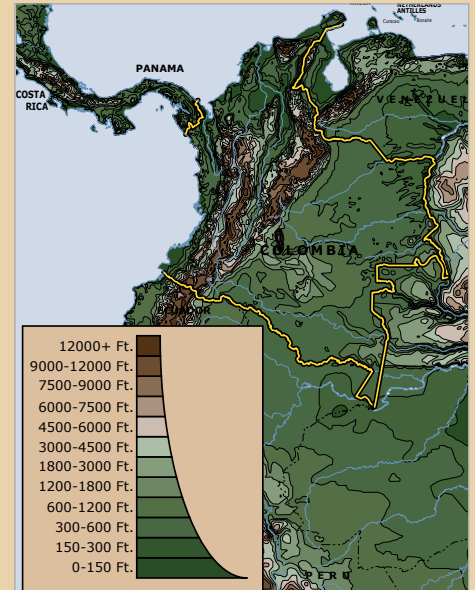 NETHERLANDS
ANTILLES
Curacao
Bonaire
PANAMA
COSTA
RICA
VENEZUEL
COLOMBIA
ECUADOR
12000+ Ft.
9000-12000 Ft.
7500-9000 Ft.
6000-7500 Ft.
4500-6000 Ft.
3000-4500 Ft.
1800-3000 Ft.
1200-1800 Ft.
600-1200 Ft.
300-600 Ft.
150-300 Ft.
0-150 Ft.
PERU